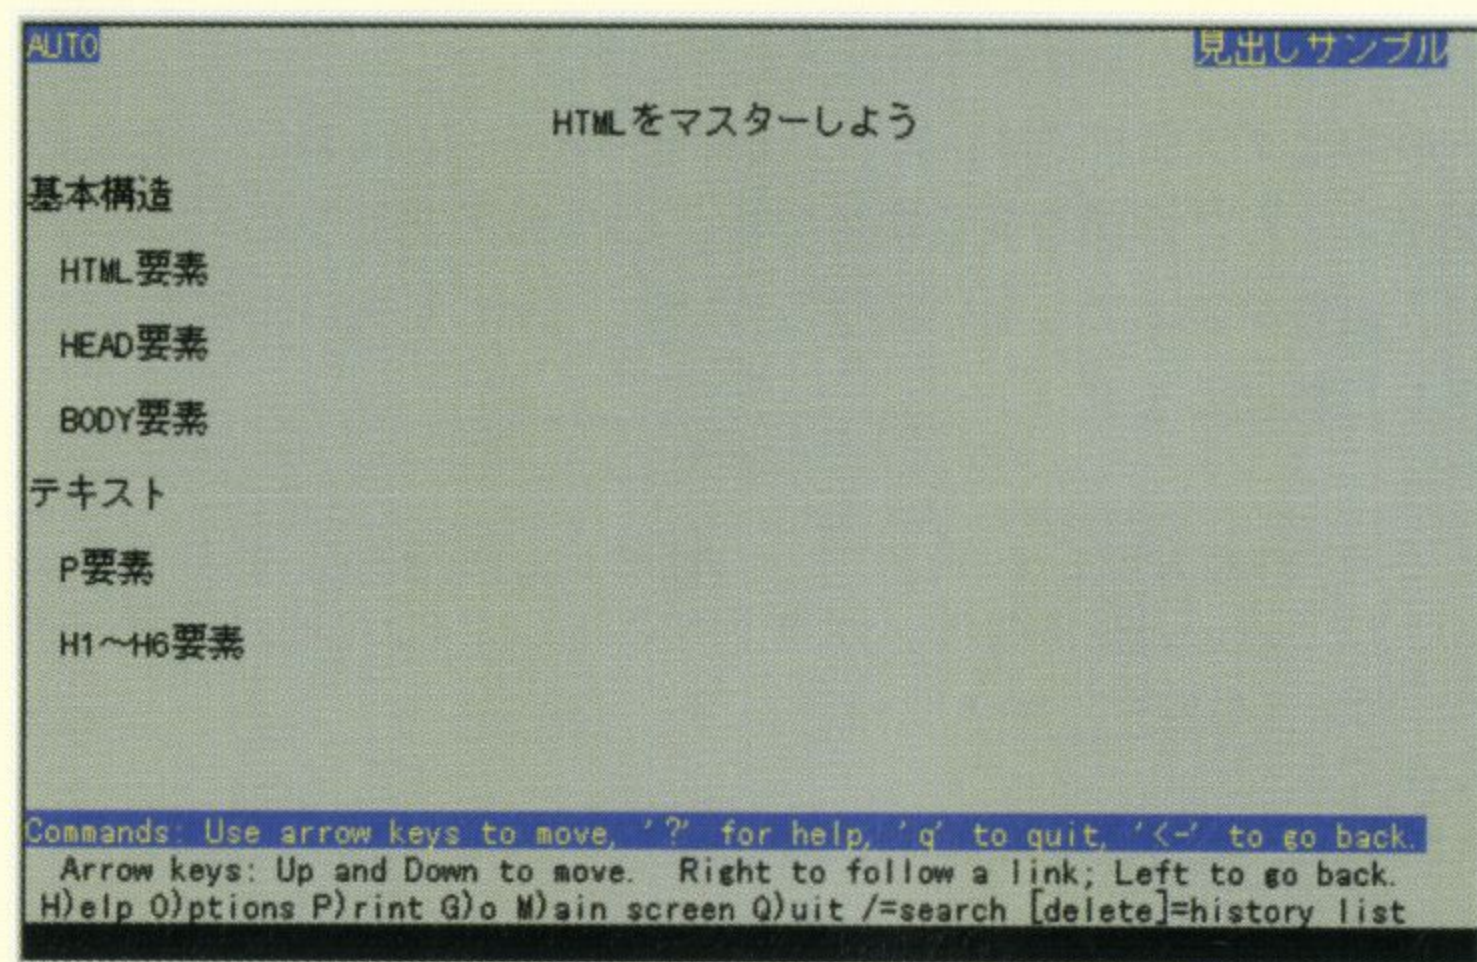 AUTO 見出しサンプル
HTMLをマスターしよう
基本構造
HTML要素
HEAD要素
BODY要素
テキスト
P要素
H1～H6要素
Commands: Use arrow keys to move, '?' for help, 'q' to quit, '<-' to go back.
Arrow keys: Up and Down to move. Right to follow a link; Left to go back.
H)elp O)ptions P)rint G)o M)ain screen Q)uit /=search [delete]=history list